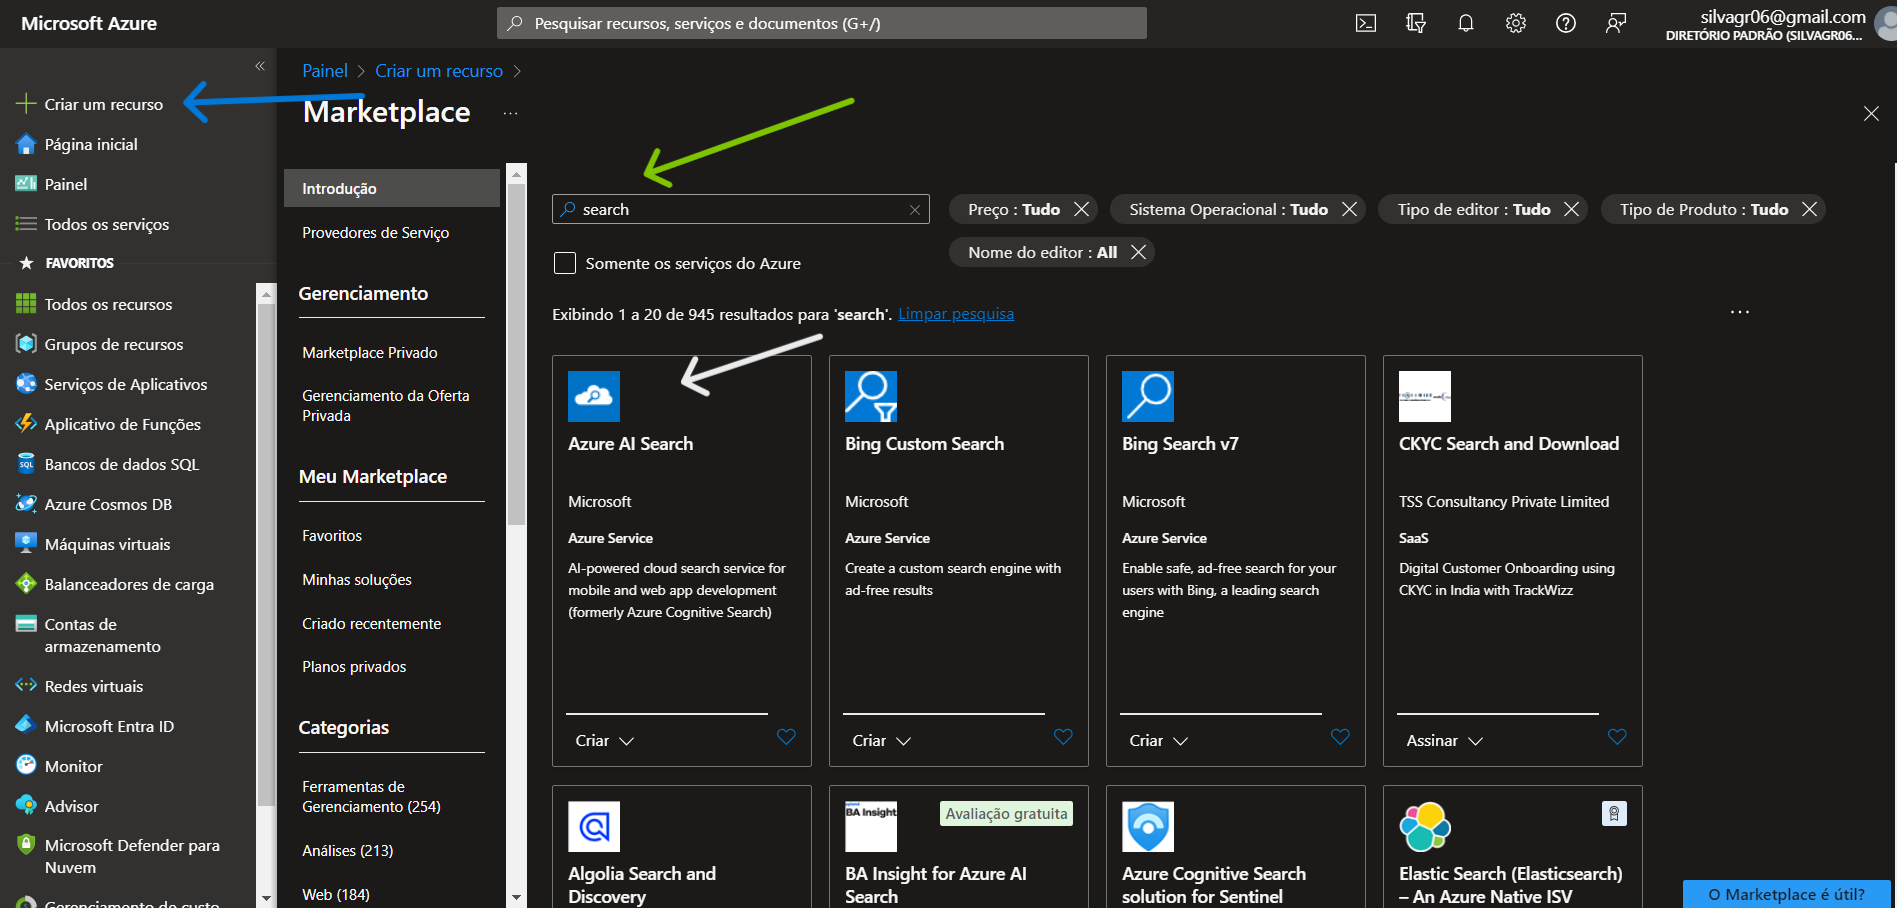 Microsoft Azure
Pesquisar recursos, serviços e documentos (G+/)
silvagr06@gmail.com
DIRETÓRIO PADRÃO (SILVAGR06...
Criar um recurso
Página inicial
Painel
Todos os serviços
FAVORITOS
Todos os recursos
Grupos de recursos
Serviços de Aplicativos
Aplicativo de Funções
Bancos de dados SQL
Azure Cosmos DB
Máquinas virtuais
Balanceadores de carga
Contas de
armazenamento
Redes virtuais
Microsoft Entra ID
Monitor
Advisor
Microsoft Defender para
Nuvem
Gerenciamento de custo
Painel > Criar um recurso >
Marketplace ...
Introdução
Provedores de Serviço
Gerenciamento
Marketplace Privado
Gerenciamento da Oferta
Privada
Meu Marketplace
Favoritos
Minhas soluções
Criado recentemente
Planos privados
Categorias
Ferramentas de
Gerenciamento (254)
Análises (213)
Web (184)
search
Preço : Tudo
Sistema Operacional : Tudo
Tipo de editor : Tudo
Tipo de Produto : Tudo
Nome do editor : All
Somente os serviços do Azure
Exibindo 1 a 20 de 945 resultados para 'search'. Limpar pesquisa
Azure AI Search
Microsoft
Azure Service
AI-powered cloud search service for
mobile and web app development
(formerly Azure Cognitive Search)
Criar
Bing Custom Search
Microsoft
Azure Service
Create a custom search engine with
ad-free results
Criar
Bing Search v7
Microsoft
Azure Service
Enable safe, ad-free search for your
users with Bing, a leading search
engine
Criar
CKYC Search and Download
TSS Consultancy Private Limited
SaaS
Digital Customer Onboarding using
CKYC in India with TrackWizz
Assinar
Algolia Search and
Discovery
BA Insight
Avaliação gratuita
BA Insight for Azure AI
Search
Azure Cognitive Search
solution for Sentinel
Elastic Search (Elasticsearch)
– An Azure Native ISV
O Marketplace é útil?